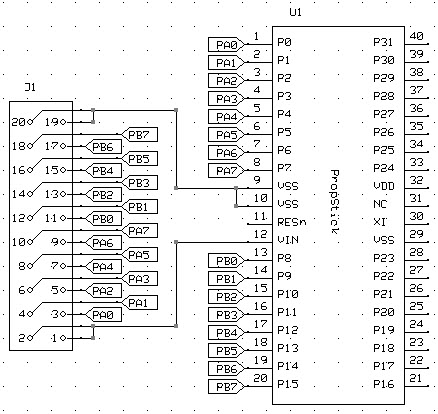 J1
20 19
PB7
18 17 PB6
PB5
16 15 PB4
PB3
14 13 PB2
PB1
12 11 PB0
PA7
10 9 PA6
PA5
8 7 PA4
PA3
6 5 PA2
PA1
4 3 PA0
2 1
U1
PropStick
PA0 1 P0 P31 40
PA1 2 P1 P30 39
PA2 3 P2 P29 38
PA3 4 P3 P28 37
PA4 5 P4 P27 36
PA5 6 P5 P26 35
PA6 7 P6 P25 34
PA7 8 P7 P24 33
9 VSS VDD 32
10 VSS NC 31
11 RESn XI 30
12 VIN VSS 29
PB0 13 P8 P23 28
PB1 14 P9 P22 27
PB2 15 P10 P21 26
PB3 16 P11 P20 25
PB4 17 P12 P19 24
PB5 18 P13 P18 23
PB6 19 P14 P17 22
PB7 20 P15 P16 21